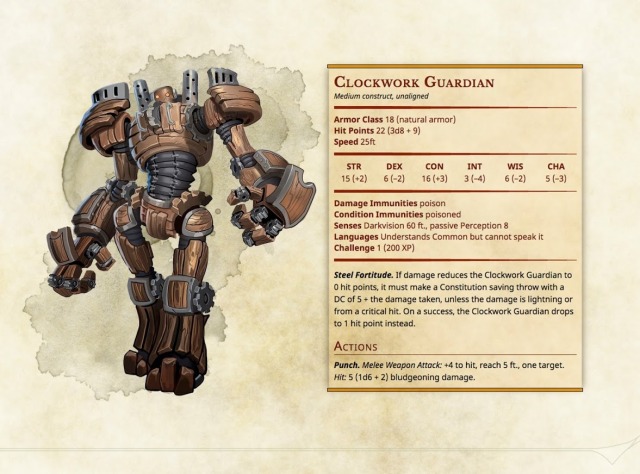 Clockwork Guardian
Medium construct, unaligned
Armor Class 18 (natural armor)
Hit Points 22 (3d8 + 9)
Speed 25ft
STR DEX CON INT WIS CHA
15 (+2) 6 (−2) 16 (+3) 3 (−4) 6 (−2) 5 (−3)
Damage Immunities poison
Condition Immunities poisoned
Senses Darkvision 60 ft., passive Perception 8
Languages Understands Common but cannot speak it
Challenge 1 (200 XP)
Steel Fortitude. If damage reduces the Clockwork Guardian to
0 hit points, it must make a Constitution saving throw with a
DC of 5 + the damage taken, unless the damage is lightning or
from a critical hit. On a success, the Clockwork Guardian drops
to 1 hit point instead.
Actions
Punch. Melee Weapon Attack: +4 to hit, reach 5 ft., one target.
Hit: 5 (1d6 + 2) bludgeoning damage.